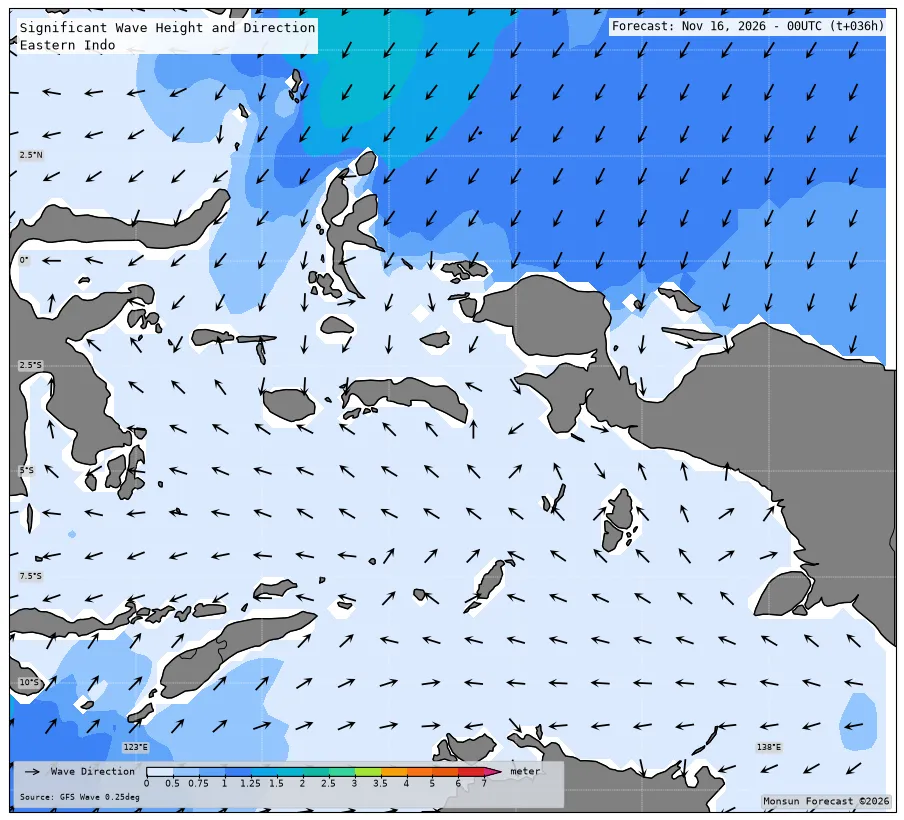 Significant Wave Height and Direction
Eastern Indo
Forecast: Nov 16, 2026 - 00UTC (t+036h)
2.5°N
0°
2.5°S
5°S
7.5°S
10°S
123°E
138°E
Wave Direction
meter
0 0.5 0.75 1 1.25 1.5 2 2.5 3 3.5 4 5 6 7
Source: GFS Wave 0.25deg
Monsun Forecast ©2026